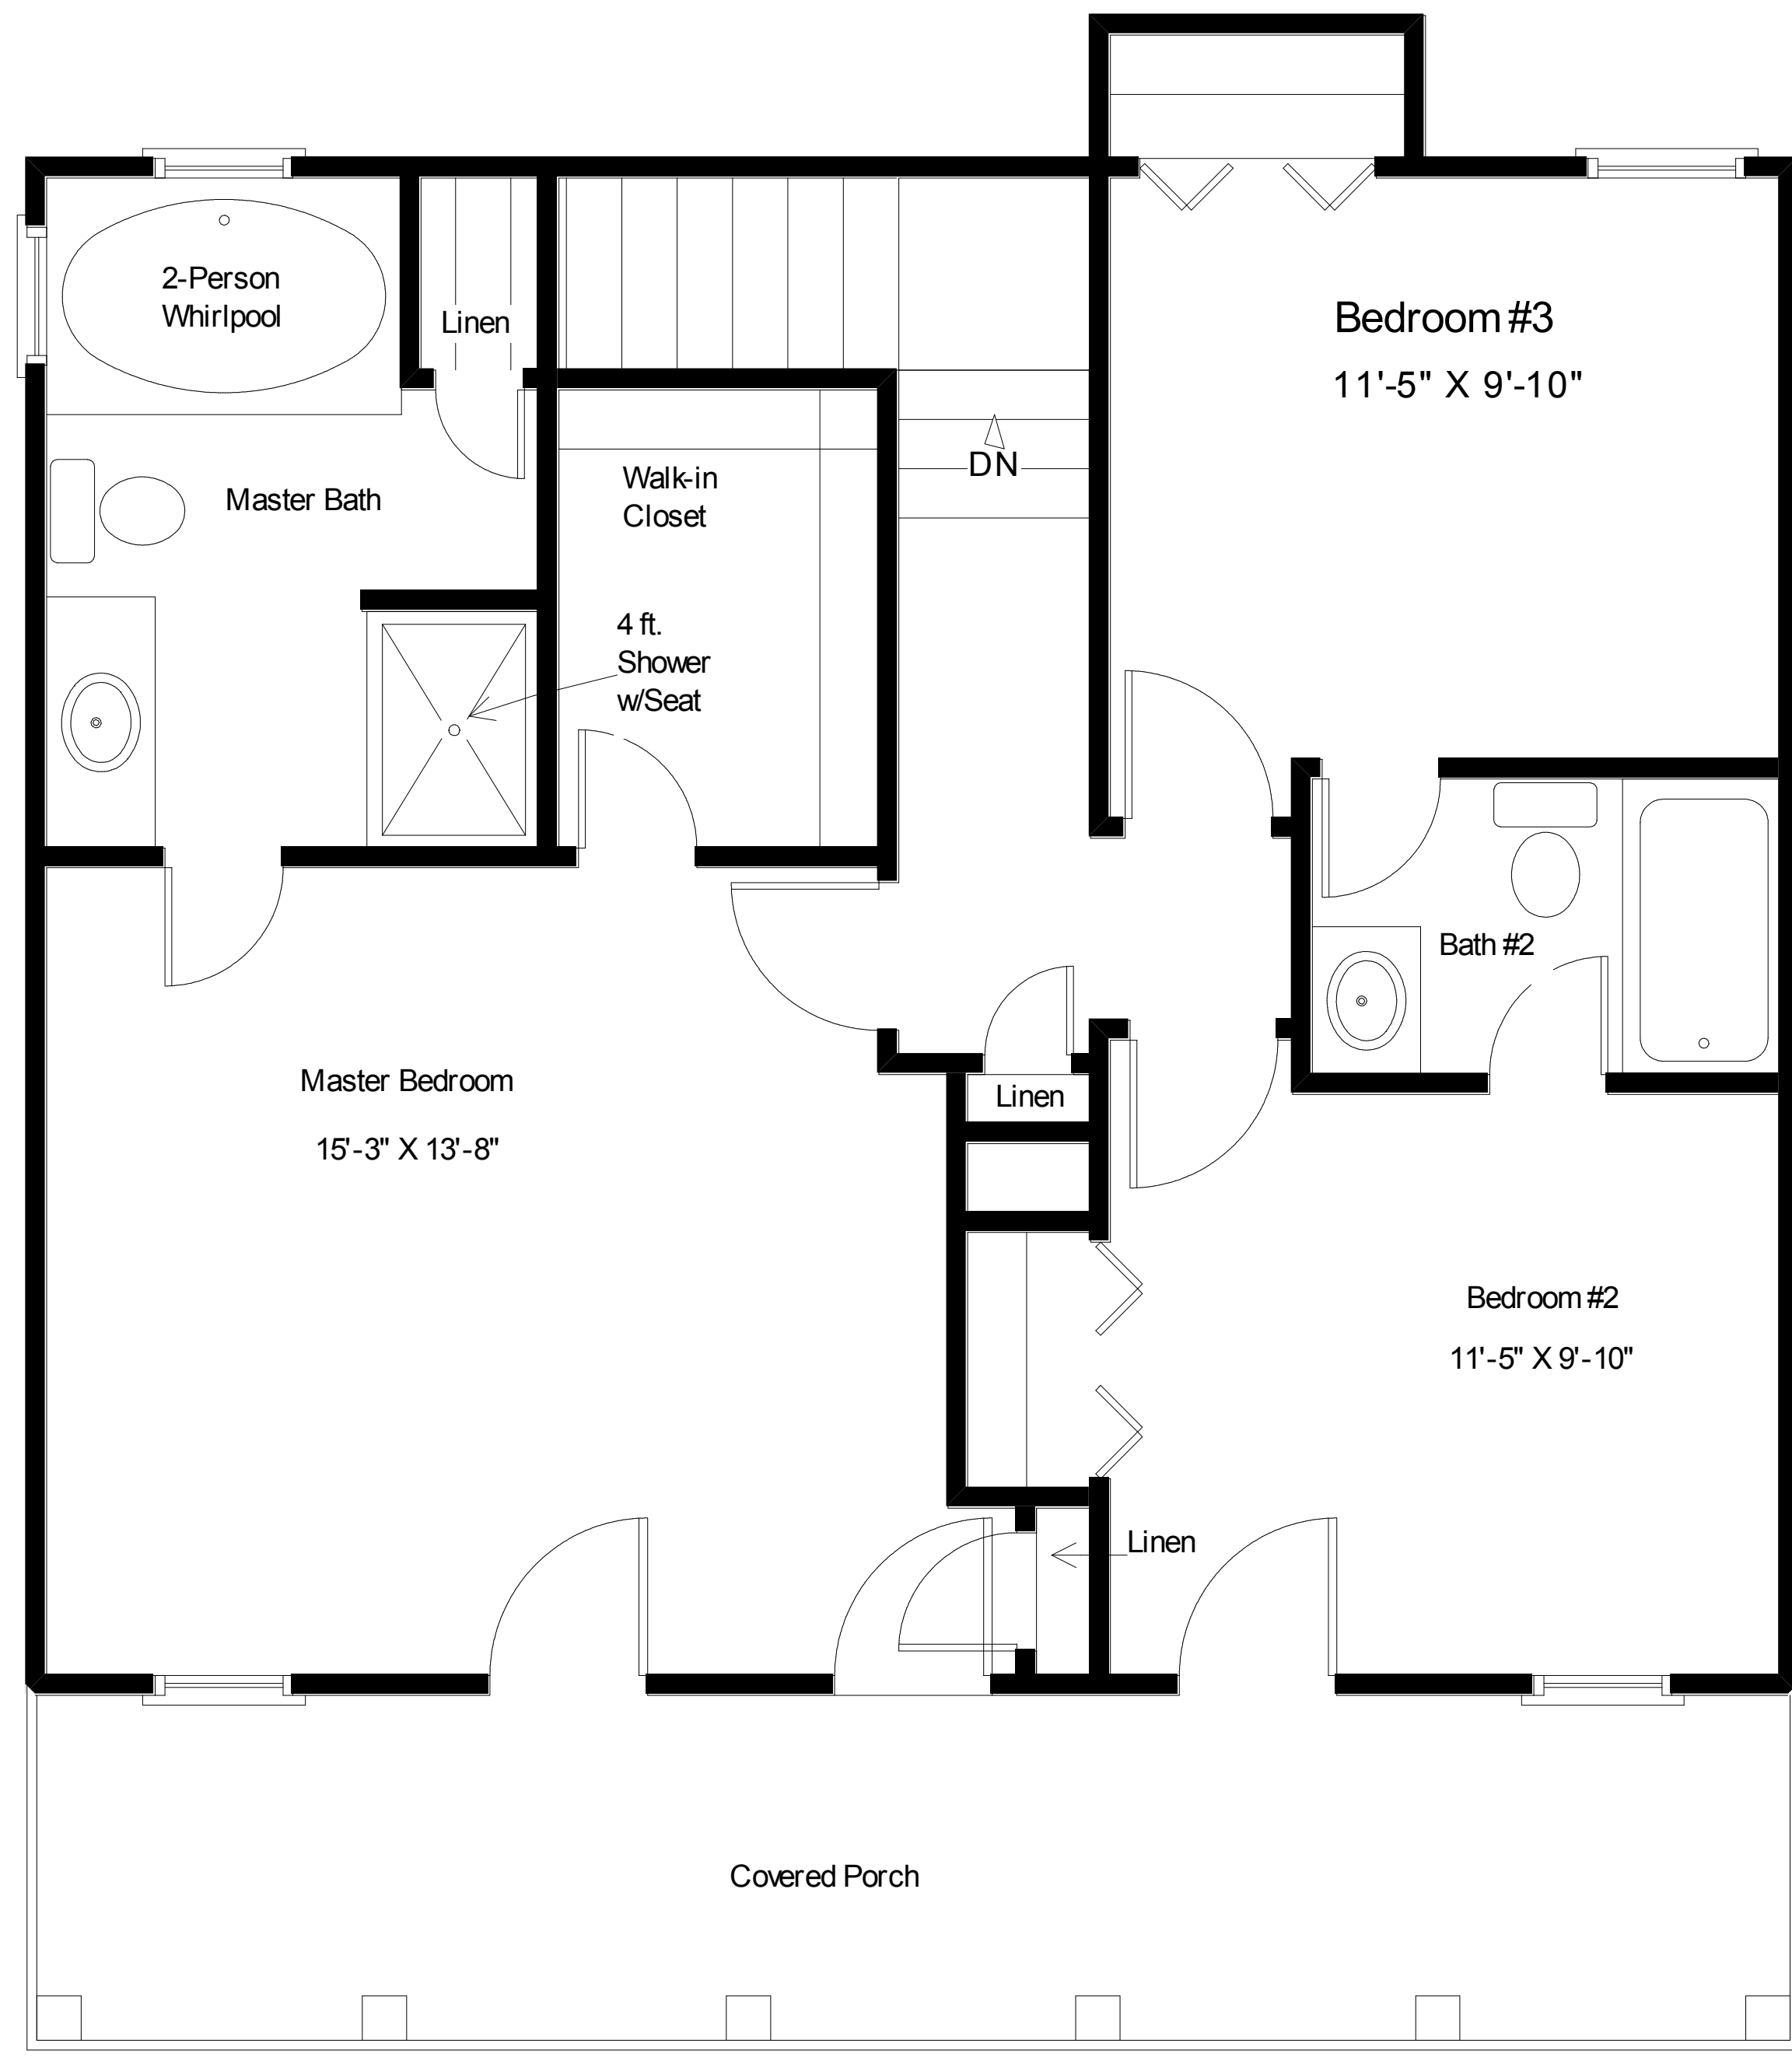 2-Person
Whirlpool
Linen
Bedroom #3
11'-5" X 9'-10"
DN
Walk-in
Closet
Master Bath
4 ft.
Shower
w/Seat
Bath #2
Master Bedroom
15'-3" X 13'-8"
Linen
Bedroom #2
11'-5" X 9'-10"
Linen
Covered Porch